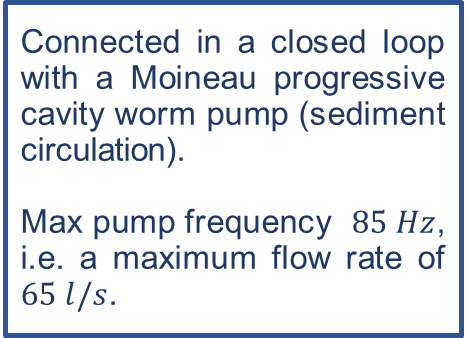 Connected in a closed loop
with a Moineau progressive
cavity worm pump (sediment
circulation).
Max pump frequency 85 Hz,
i.e. a maximum flow rate of
65 l/s.